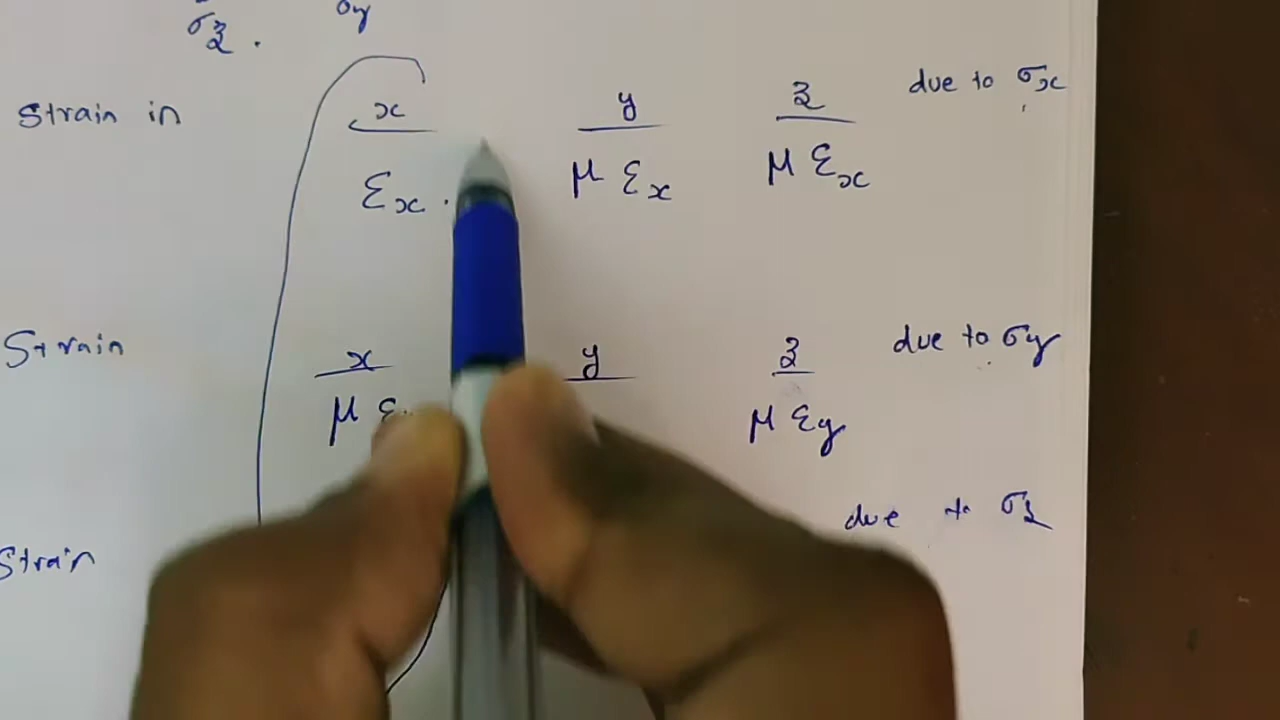 σz . σy
Strain in x y z due to σx
εx . μ εx μ εx
Strain x y z due to σy
μ ε μ εy
due to σz
Strain